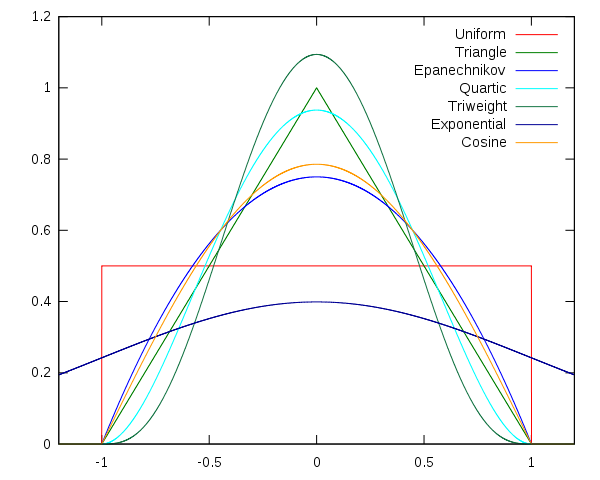 1.2
1
0.8
0.6
0.4
0.2
0
-1
-0.5
0
0.5
1
Uniform
Triangle
Epanechnikov
Quartic
Triweight
Exponential
Cosine